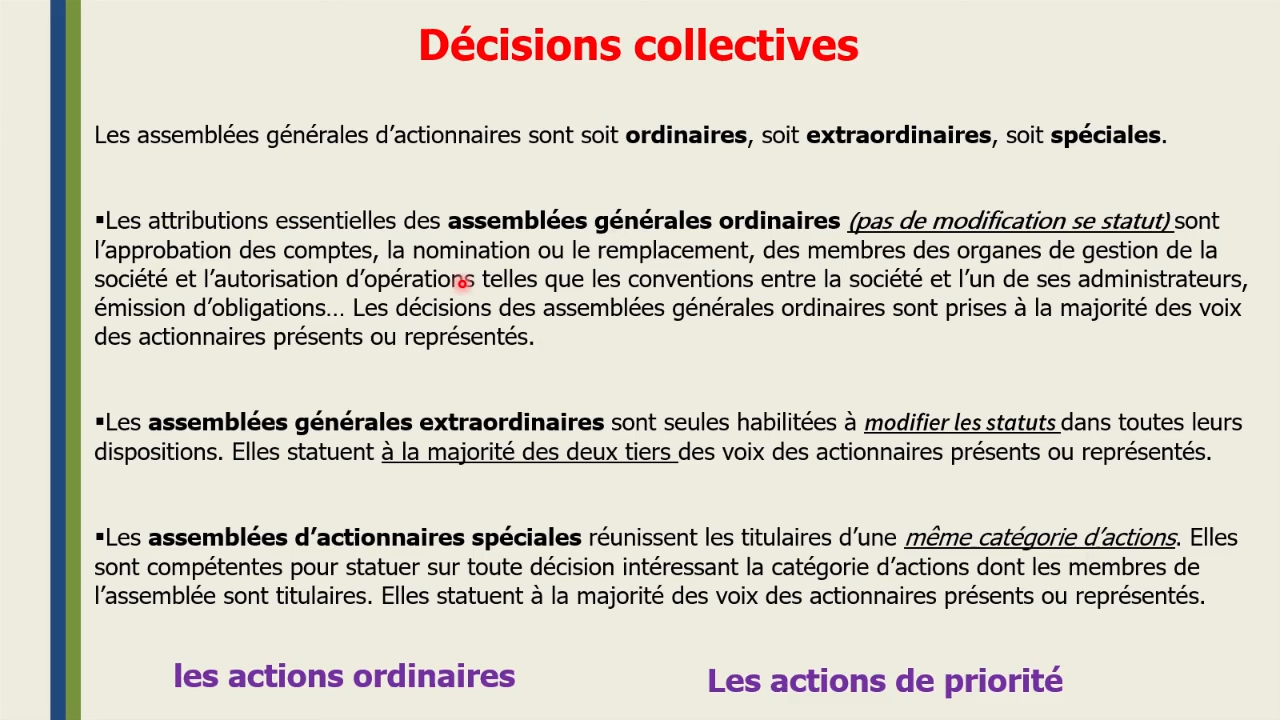 Décisions collectives
Les assemblées générales d’actionnaires sont soit ordinaires, soit extraordinaires, soit spéciales.
▪Les attributions essentielles des assemblées générales ordinaires (pas de modification se statut) sont
l’approbation des comptes, la nomination ou le remplacement, des membres des organes de gestion de la
société et l’autorisation d’opérations telles que les conventions entre la société et l’un de ses administrateurs,
émission d’obligations… Les décisions des assemblées générales ordinaires sont prises à la majorité des voix
des actionnaires présents ou représentés.
▪Les assemblées générales extraordinaires sont seules habilitées à modifier les statuts dans toutes leurs
dispositions. Elles statuent à la majorité des deux tiers des voix des actionnaires présents ou représentés.
▪Les assemblées d’actionnaires spéciales réunissent les titulaires d’une même catégorie d’actions. Elles
sont compétentes pour statuer sur toute décision intéressant la catégorie d’actions dont les membres de
l’assemblée sont titulaires. Elles statuent à la majorité des voix des actionnaires présents ou représentés.
les actions ordinaires
Les actions de priorité